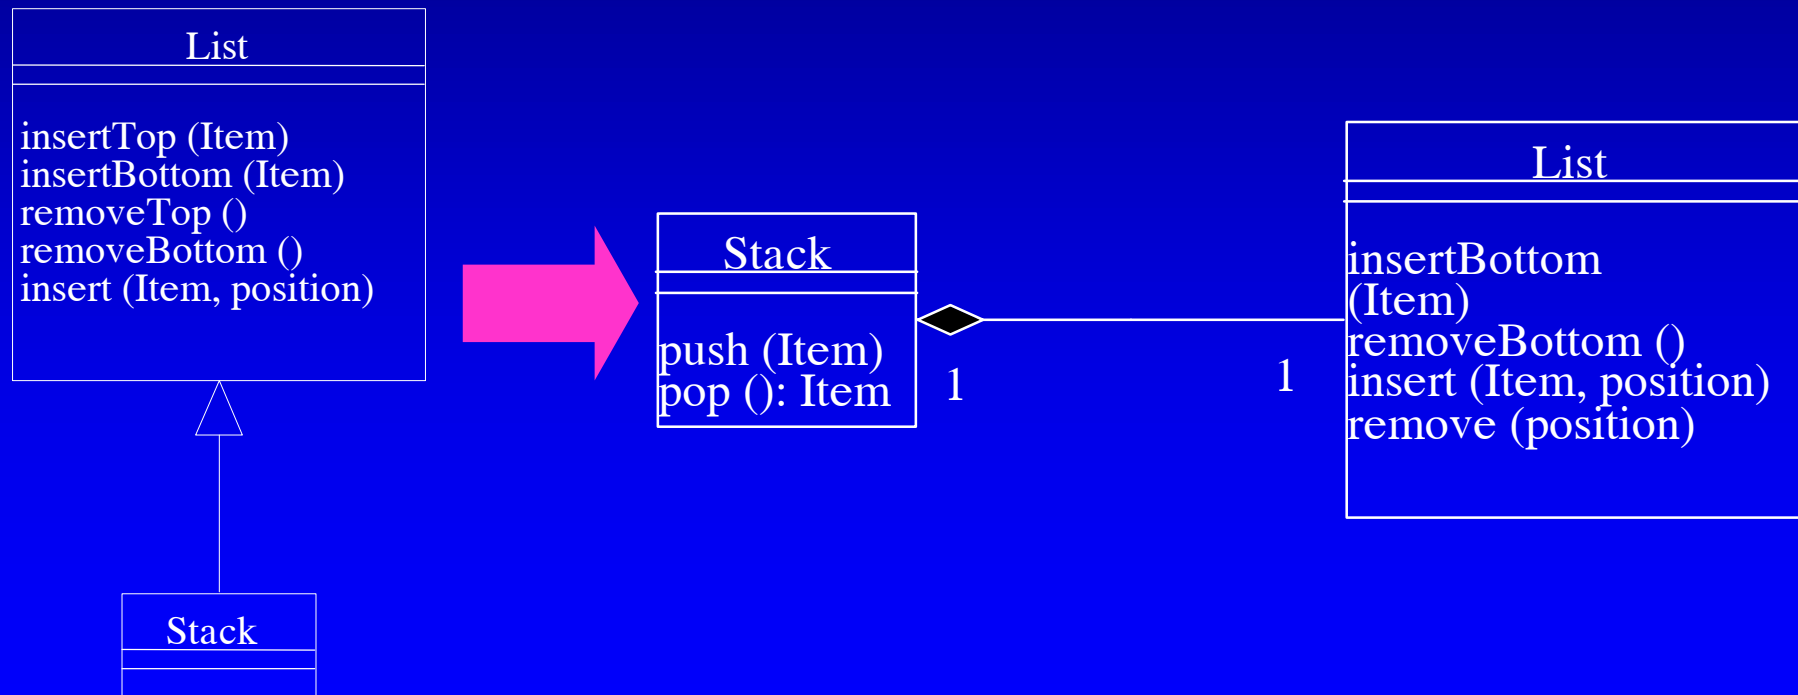 List
insertTop (Item)
insertBottom (Item)
removeTop ()
removeBottom ()
insert (Item, position)
Stack
Stack
push (Item)
pop (): Item
1
1
List
insertBottom
(Item)
removeBottom ()
insert (Item, position)
remove (position)